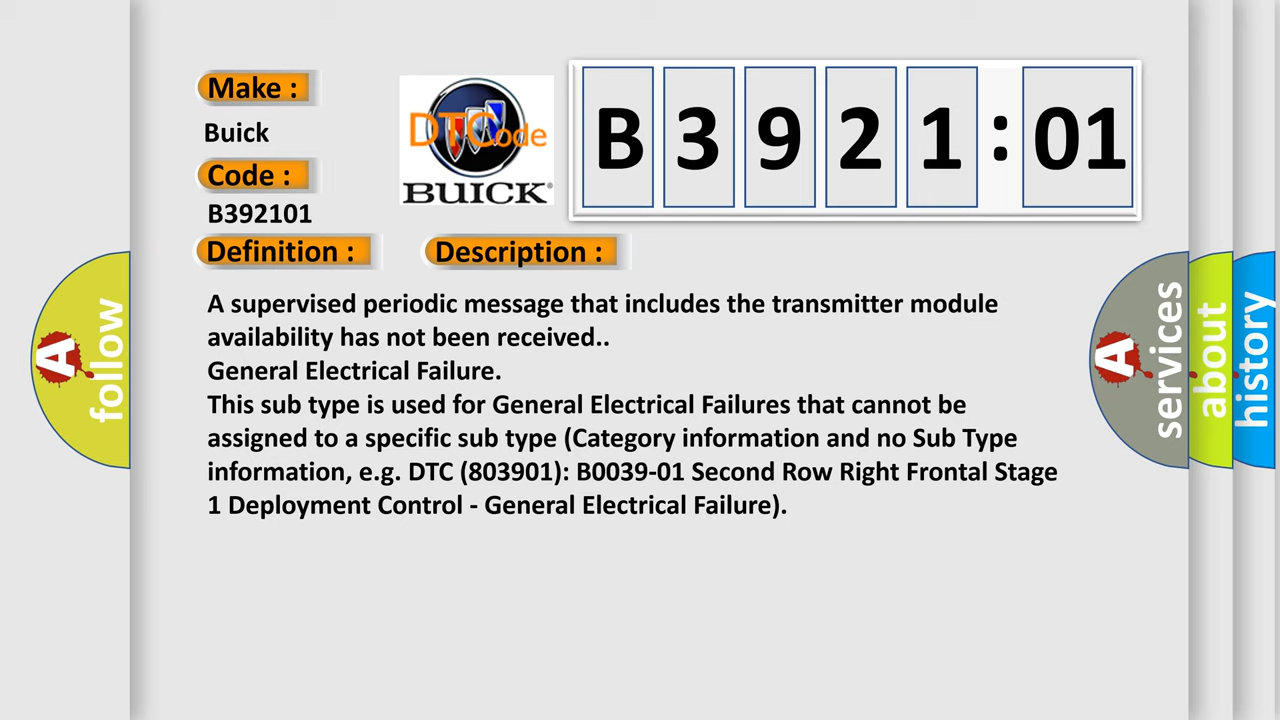 Make :
Buick
Code :
B392101
DTCode
BUICK®
B 3 9 2 1 : 01
Definition :
Description :
A supervised periodic message that includes the transmitter module
availability has not been received..
General Electrical Failure.
This sub type is used for General Electrical Failures that cannot be
assigned to a specific sub type (Category information and no Sub Type
information, e.g. DTC (803901): B0039-01 Second Row Right Frontal Stage
1 Deployment Control - General Electrical Failure).
A follow
A services
about
history